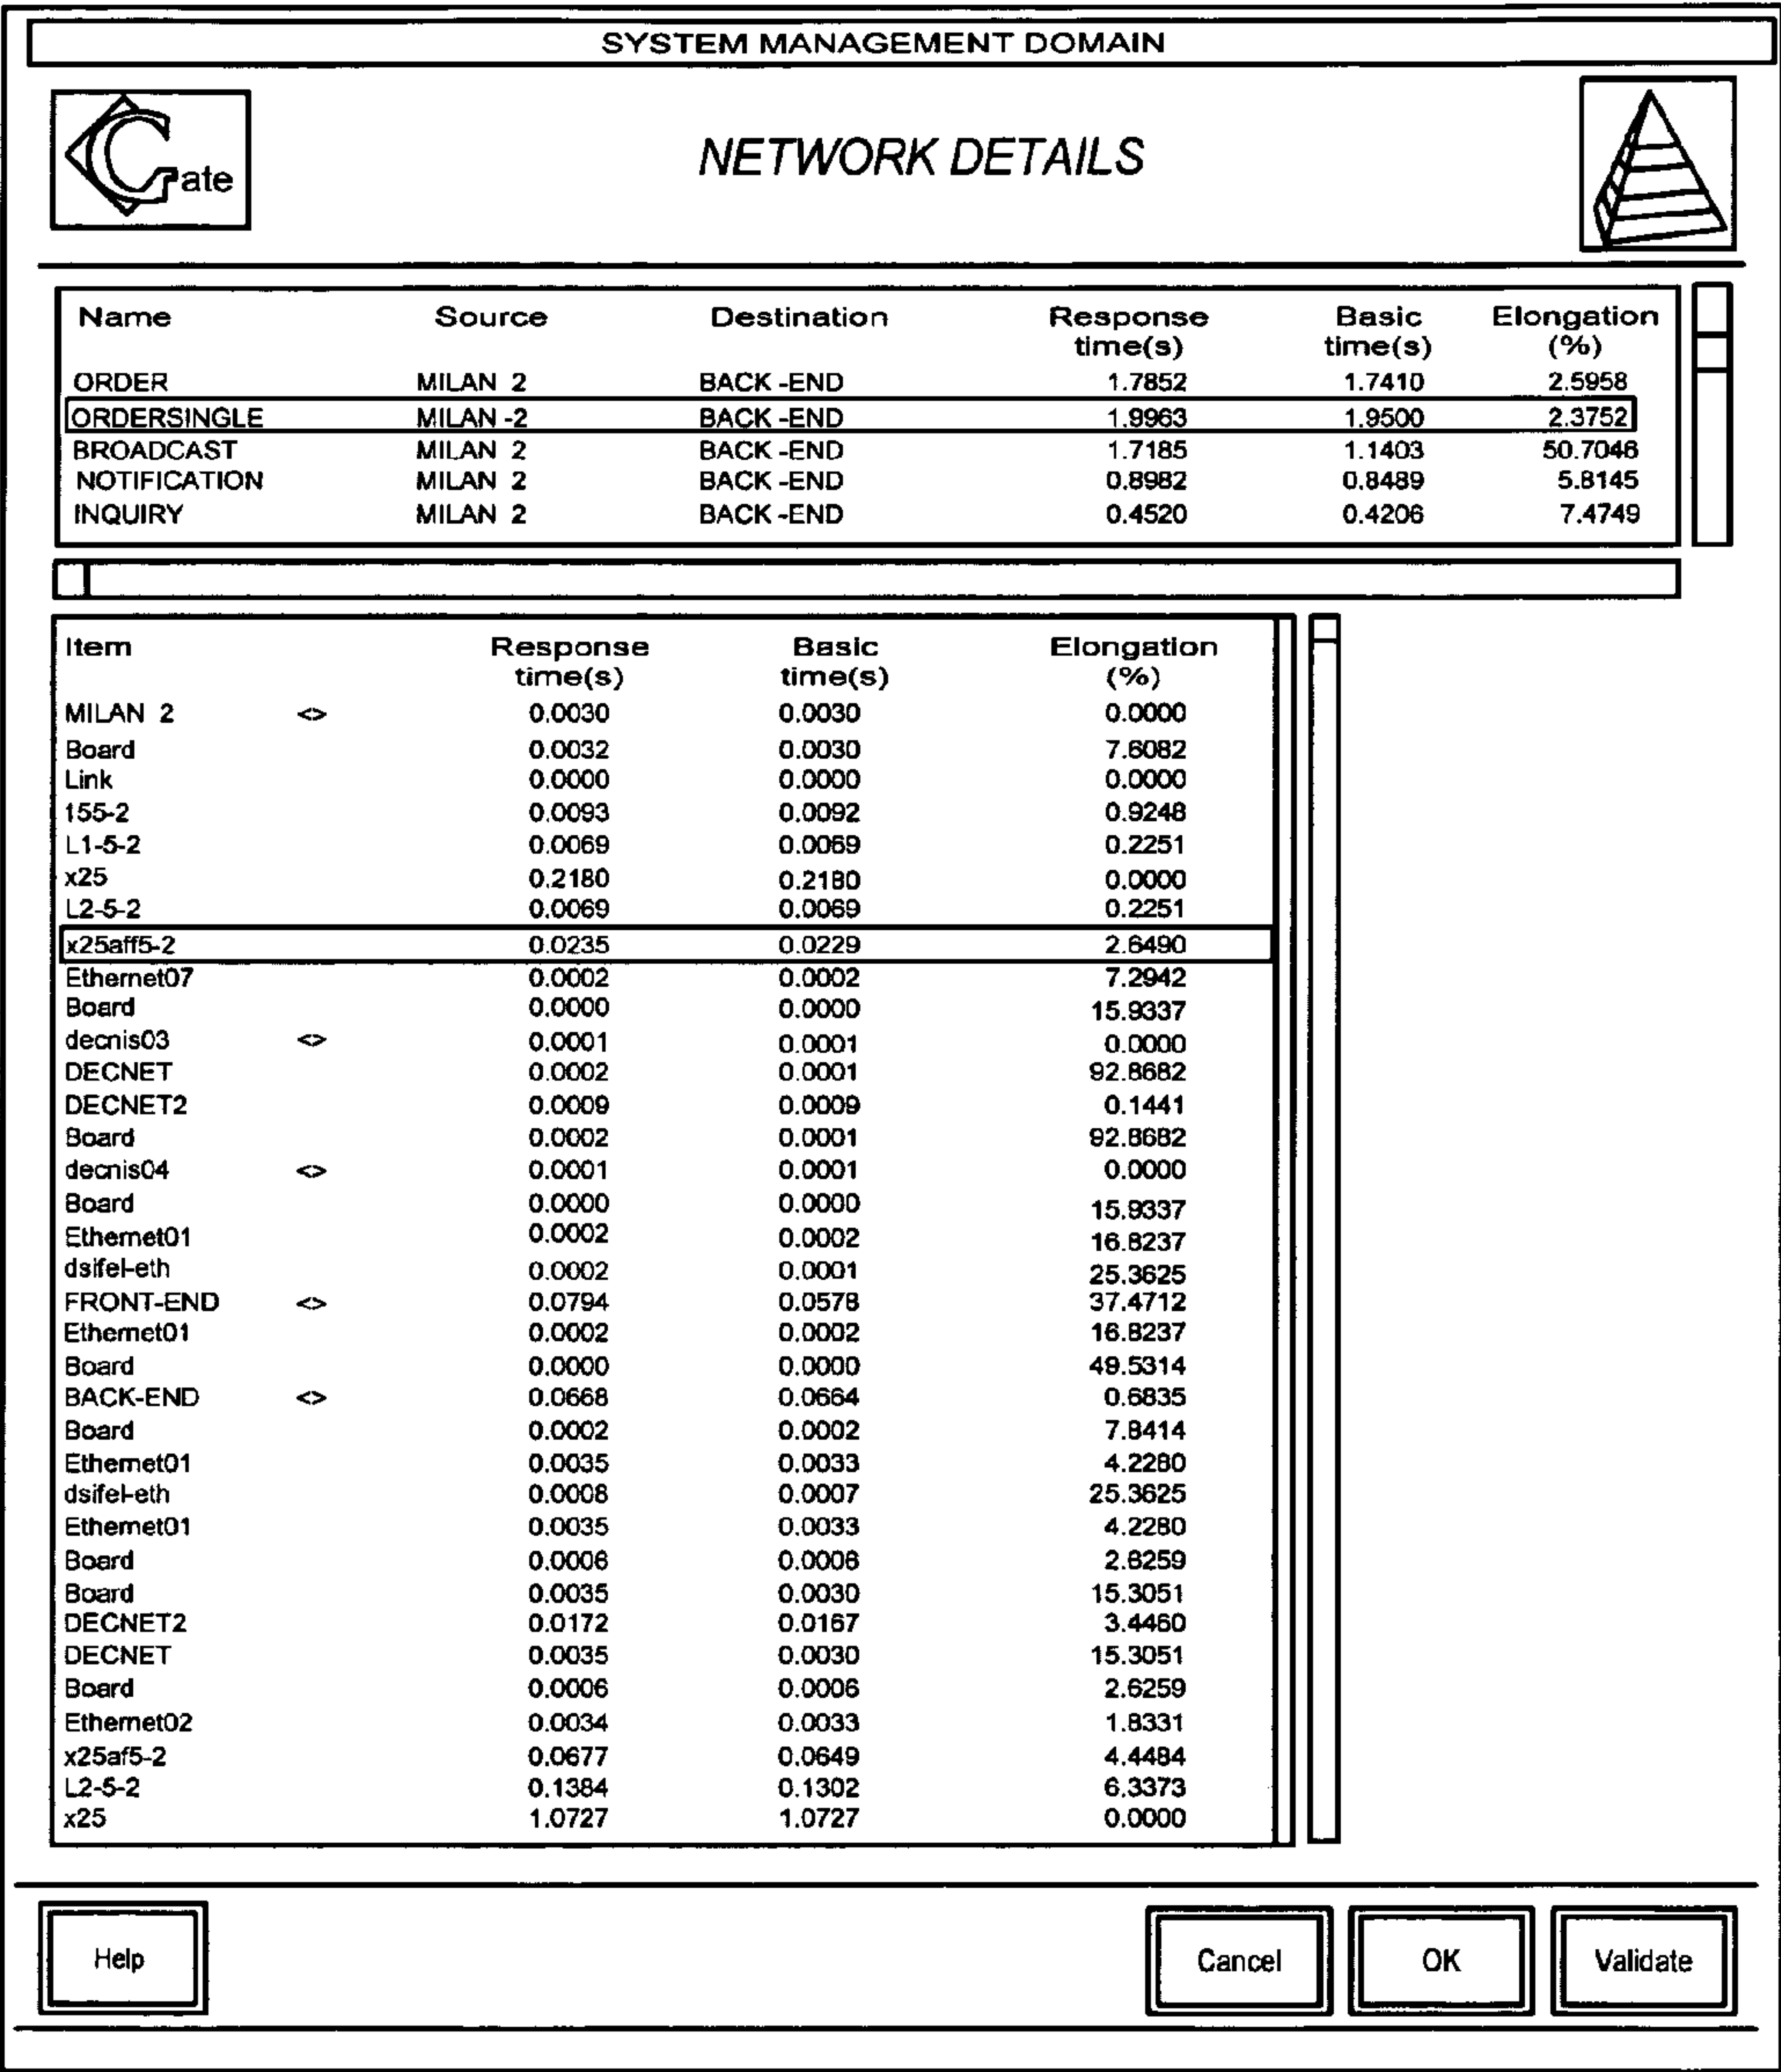 SYSTEM MANAGEMENT DOMAIN
Gate
NETWORK DETAILS
Name Source Destination Response Basic Elongation
time(s) time(s) (%)
ORDER MILAN 2 BACK -END 1.7852 1.7410 2.5958
ORDERSINGLE MILAN -2 BACK -END 1.9963 1.9500 2.3752
BROADCAST MILAN 2 BACK -END 1.7185 1.1403 50.7046
NOTIFICATION MILAN 2 BACK -END 0.8982 0.8489 5.8145
INQUIRY MILAN 2 BACK -END 0.4520 0.4206 7.4749
Item Response Basic Elongation
time(s) time(s) (%)
MILAN 2 <> 0.0030 0.0030 0.0000
Board 0.0032 0.0030 7.6082
Link 0.0000 0.0000 0.0000
155-2 0.0093 0.0092 0.9248
L1-5-2 0.0069 0.0069 0.2251
x25 0.2180 0.2180 0.0000
L2-5-2 0.0069 0.0069 0.2251
x25aff5-2 0.0235 0.0229 2.6490
Ethernet07 0.0002 0.0002 7.2942
Board 0.0000 0.0000 15.9337
decnis03 <> 0.0001 0.0001 0.0000
DECNET 0.0002 0.0001 92.8682
DECNET2 0.0009 0.0009 0.1441
Board 0.0002 0.0001 92.8682
decnis04 <> 0.0001 0.0001 0.0000
Board 0.0000 0.0000 15.9337
Ethernet01 0.0002 0.0002 16.8237
dsifel-eth 0.0002 0.0001 25.3625
FRONT-END <> 0.0794 0.0578 37.4712
Ethernet01 0.0002 0.0002 16.8237
Board 0.0000 0.0000 49.5314
BACK-END <> 0.0668 0.0664 0.6835
Board 0.0002 0.0002 7.8414
Ethernet01 0.0035 0.0033 4.2280
dsifel-eth 0.0008 0.0007 25.3625
Ethernet01 0.0035 0.0033 4.2280
Board 0.0006 0.0006 2.6259
Board 0.0035 0.0030 15.3051
DECNET2 0.0172 0.0167 3.4460
DECNET 0.0035 0.0030 15.3051
Board 0.0006 0.0006 2.6259
Ethernet02 0.0034 0.0033 1.8331
x25af5-2 0.0677 0.0649 4.4484
L2-5-2 0.1384 0.1302 6.3373
x25 1.0727 1.0727 0.0000
Help Cancel OK Validate